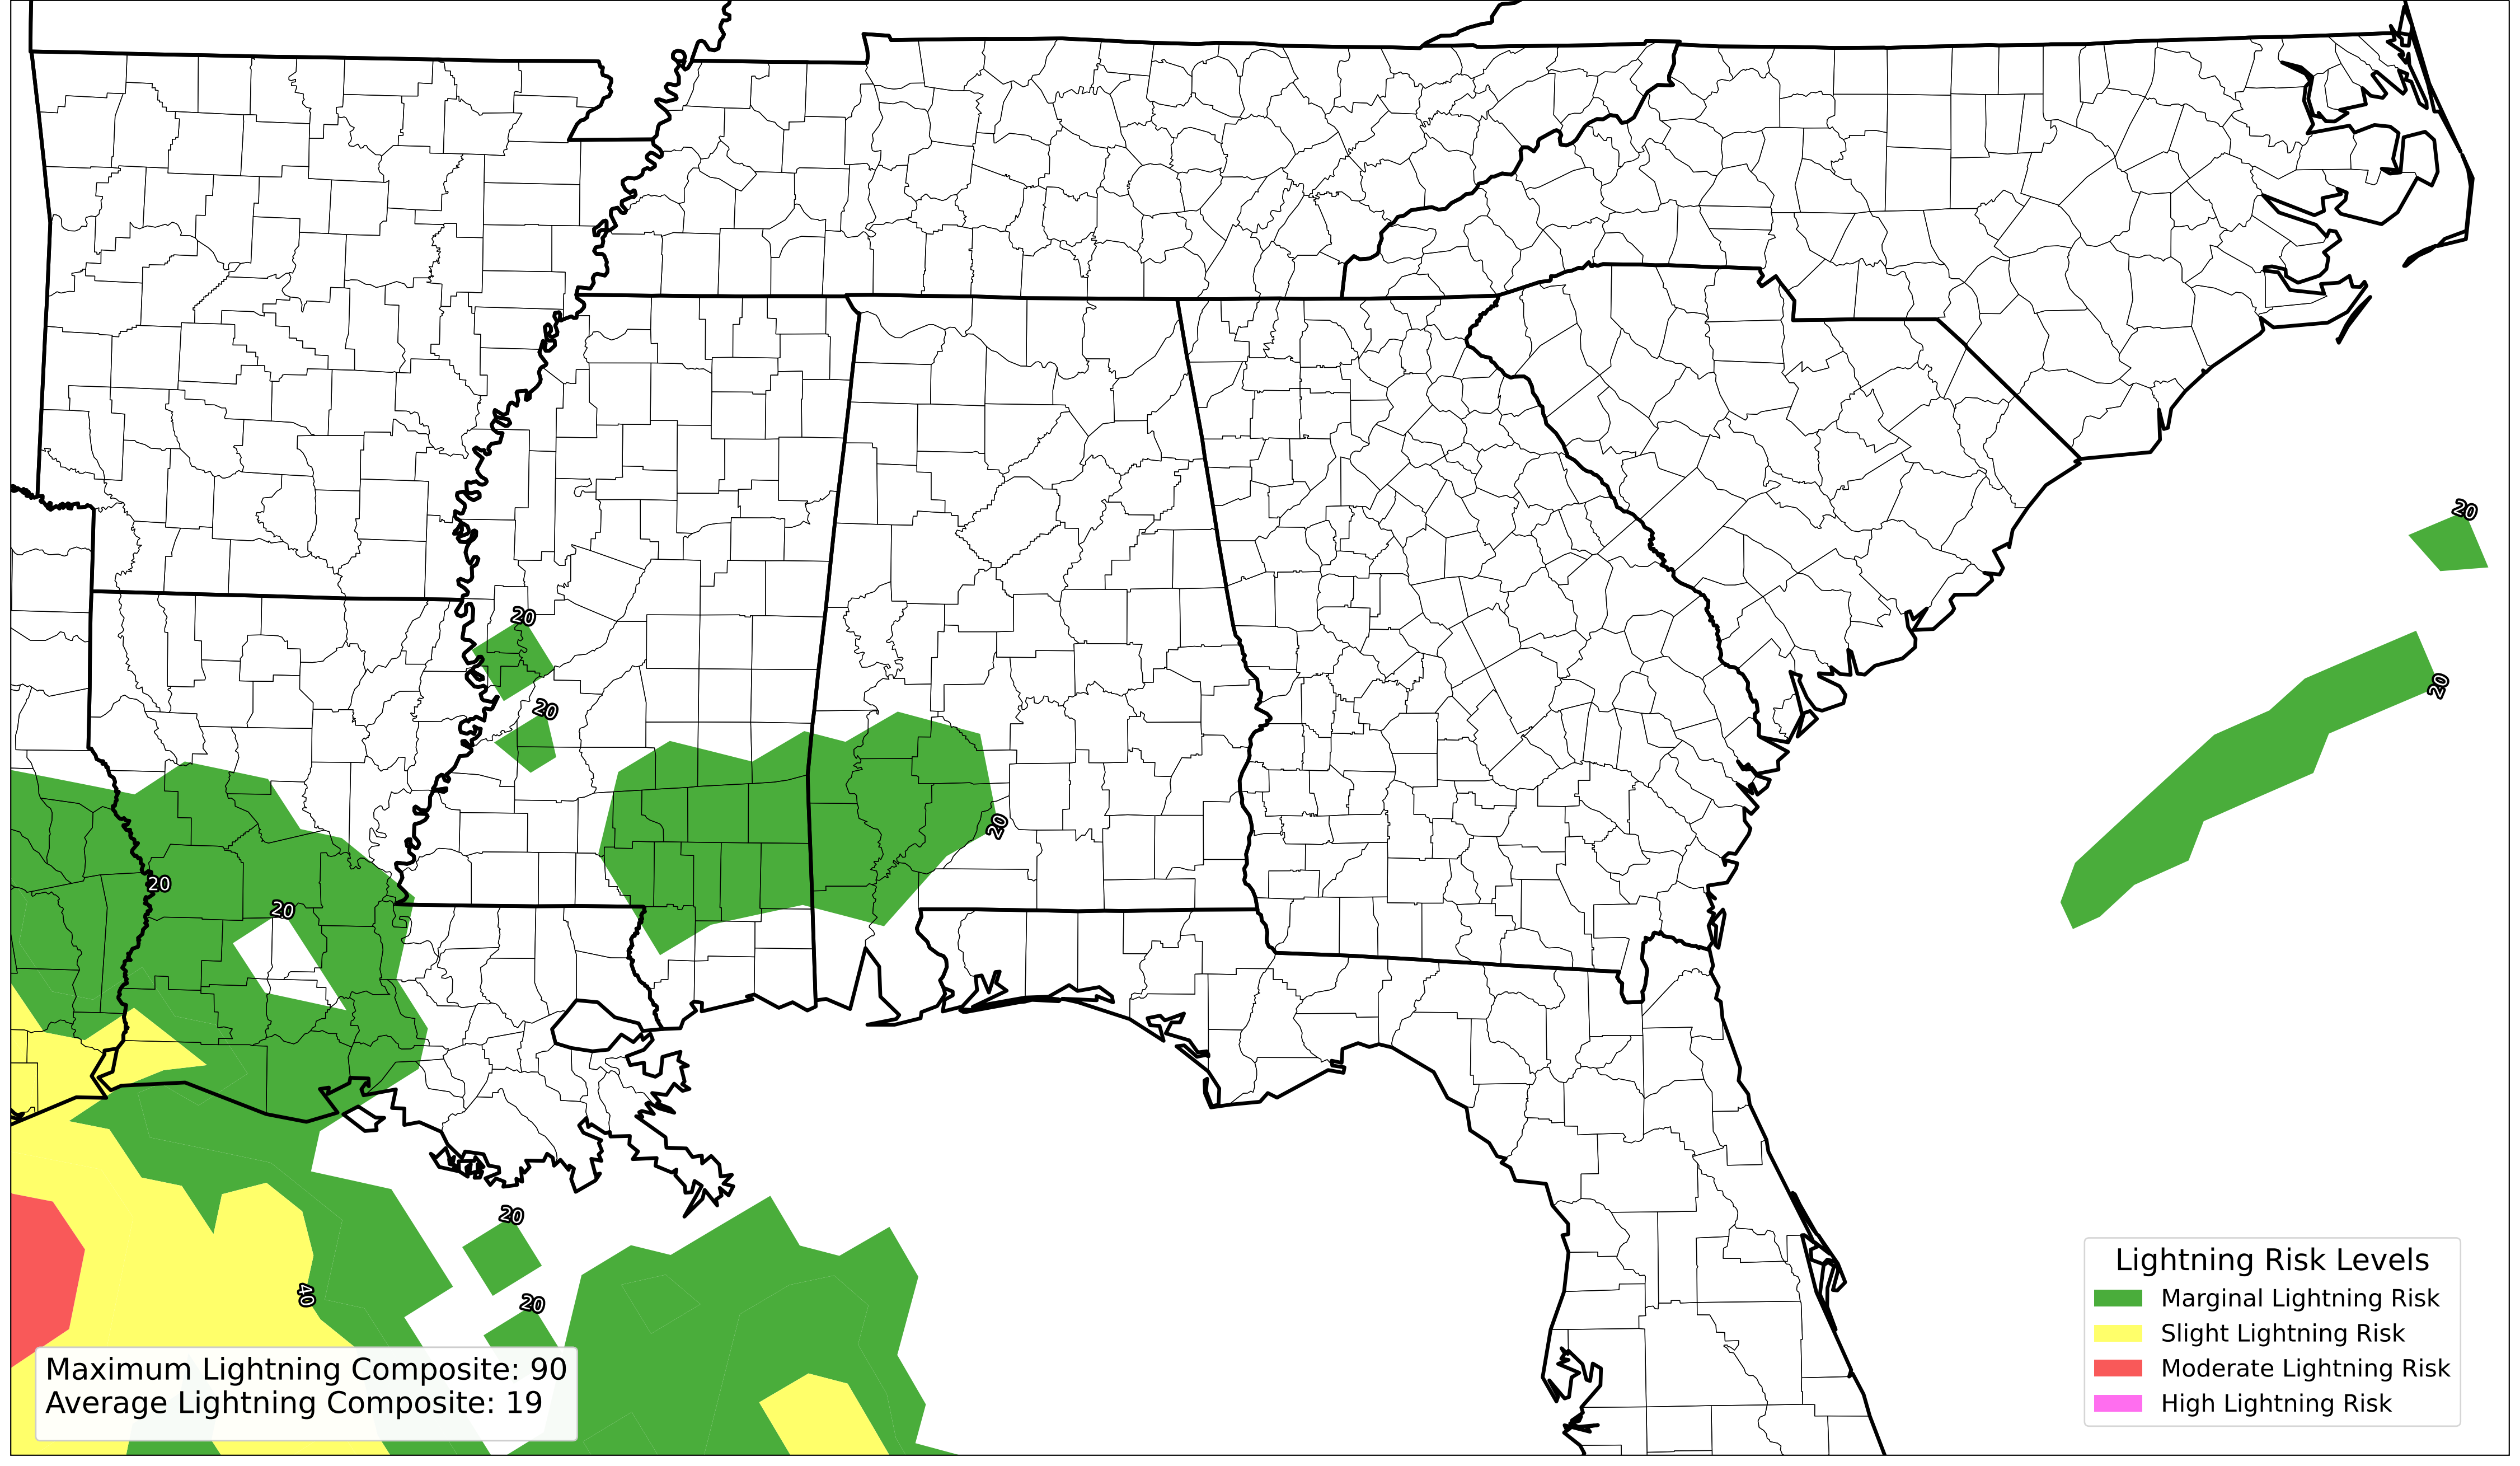 20
20
20
20
20
20
20
20
20
40
20
Lightning Risk Levels
Marginal Lightning Risk
Slight Lightning Risk
Moderate Lightning Risk
High Lightning Risk
Maximum Lightning Composite: 90
Average Lightning Composite: 19